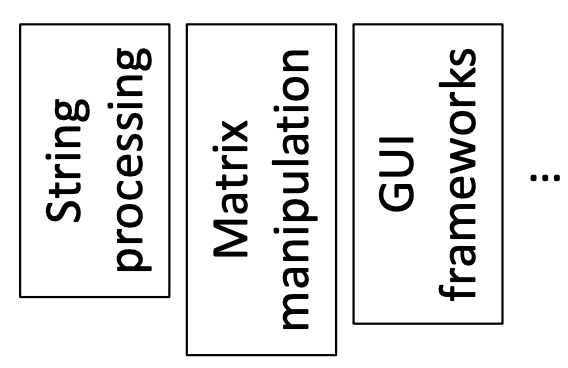 String
processing
Matrix
manipulation
GUI
frameworks
...